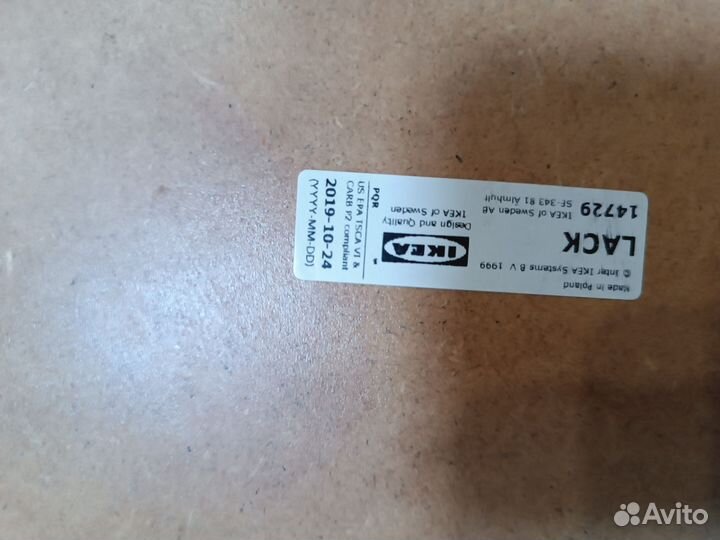 LACK
14729
IKEA of Sweden AB
SE-343 81 Älmhult
© Inter IKEA Systems B.V. 1999
Made in Poland
IKEA
Design and Quality
IKEA of Sweden
PQR
US EPA TSCA VI &
CARB P2 compliant
2019-10-24
(YYYY-MM-DD)
Avito